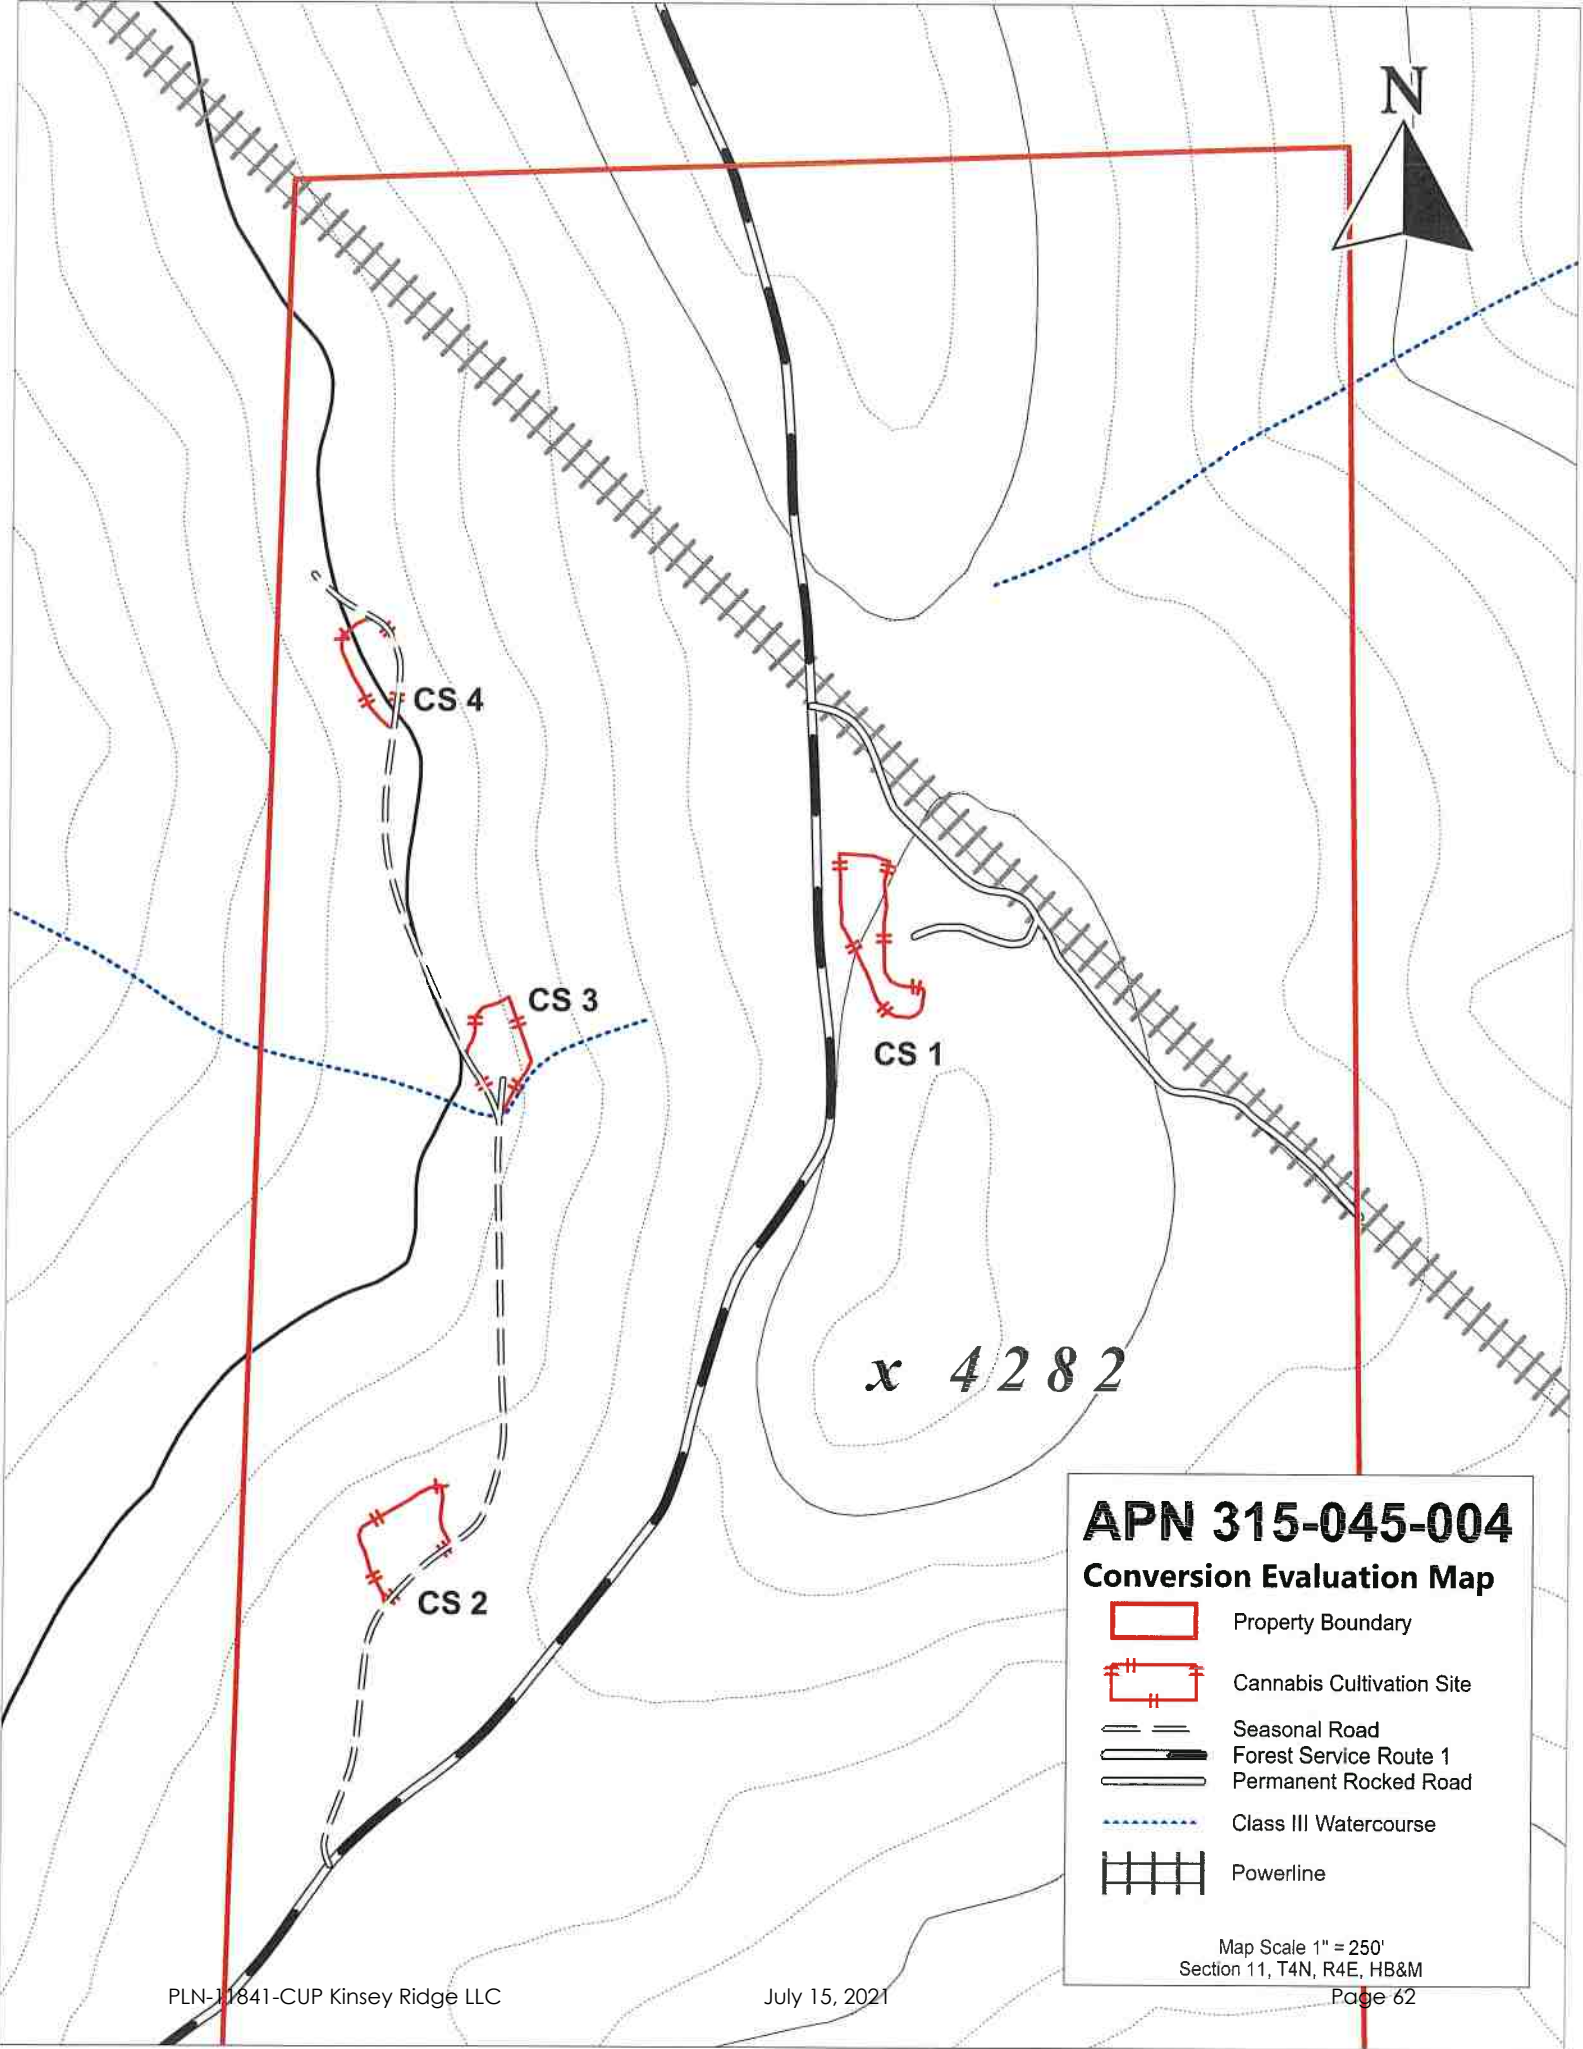 N
CS 4
CS 3
CS 1
x 4282
CS 2
APN 315-045-004
Conversion Evaluation Map
Property Boundary
Cannabis Cultivation Site
Seasonal Road
Forest Service Route 1
Permanent Rocked Road
Class III Watercourse
Powerline
Map Scale 1" = 250'
Section 11, T4N, R4E, HB&M
PLN-11841-CUP Kinsey Ridge LLC July 15, 2021 Page 62